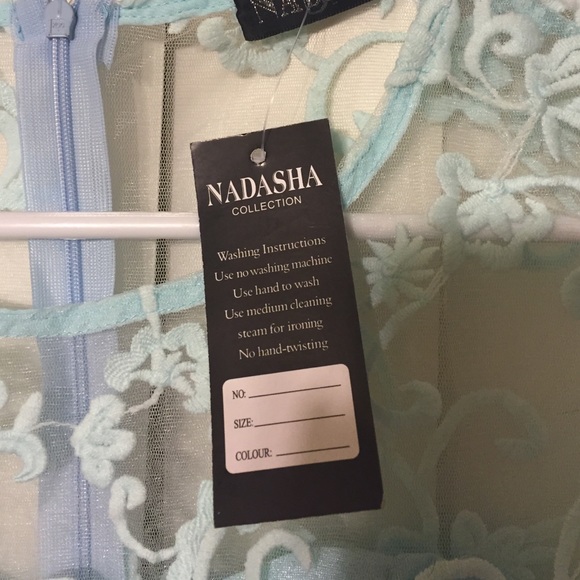 NADASHA
COLLECTION
Washing Instructions
Use no washing machine
Use hand to wash
Use medium cleaning
steam for ironing
No hand-twisting
NO:
SIZE:
COLOUR: